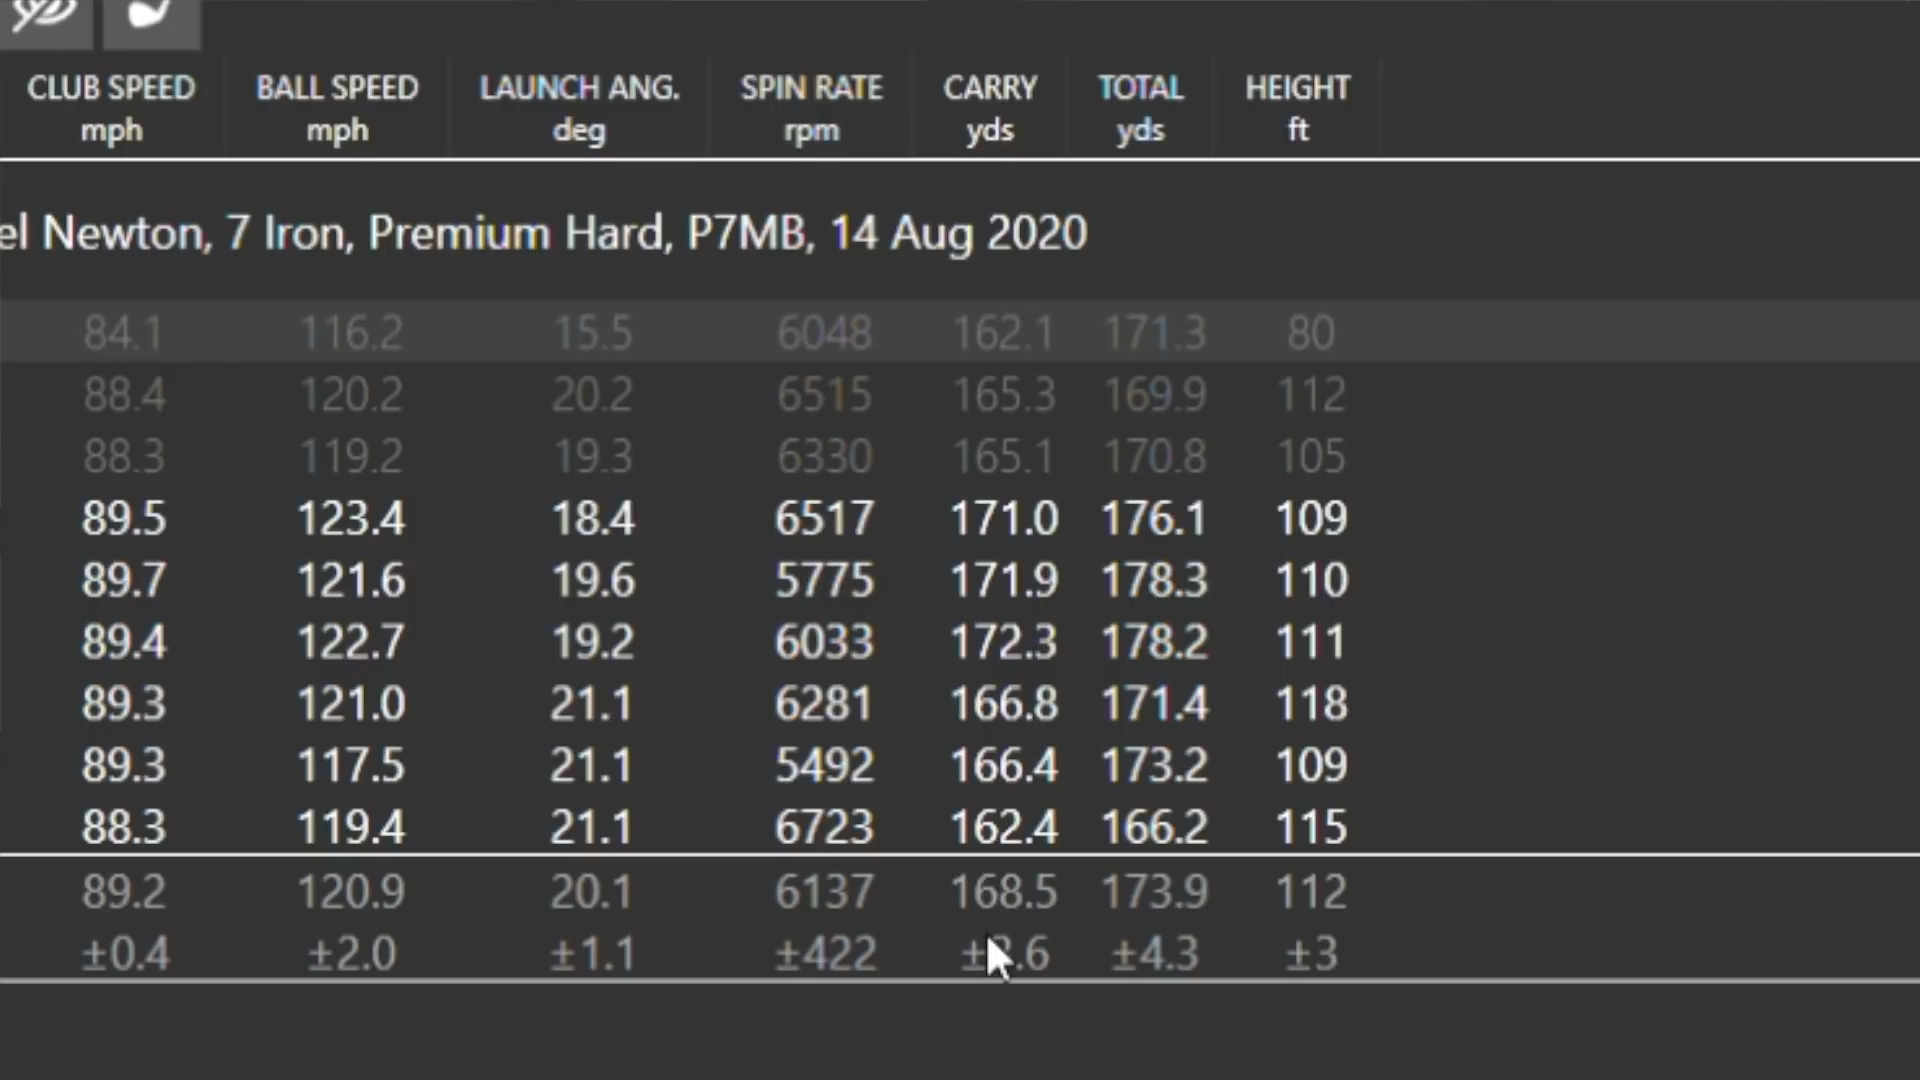 CLUB SPEED BALL SPEED LAUNCH ANG. SPIN RATE CARRY TOTAL HEIGHT
mph mph deg rpm yds yds ft
el Newton, 7 Iron, Premium Hard, P7MB, 14 Aug 2020
84.1 116.2 15.5 6048 162.1 171.3 80
88.4 120.2 20.2 6515 165.3 169.9 112
88.3 119.2 19.3 6330 165.1 170.8 105
89.5 123.4 18.4 6517 171.0 176.1 109
89.7 121.6 19.6 5775 171.9 178.3 110
89.4 122.7 19.2 6033 172.3 178.2 111
89.3 121.0 21.1 6281 166.8 171.4 118
89.3 117.5 21.1 5492 166.4 173.2 109
88.3 119.4 21.1 6723 162.4 166.2 115
89.2 120.9 20.1 6137 168.5 173.9 112
±0.4 ±2.0 ±1.1 ±422 ±4.3 ±3